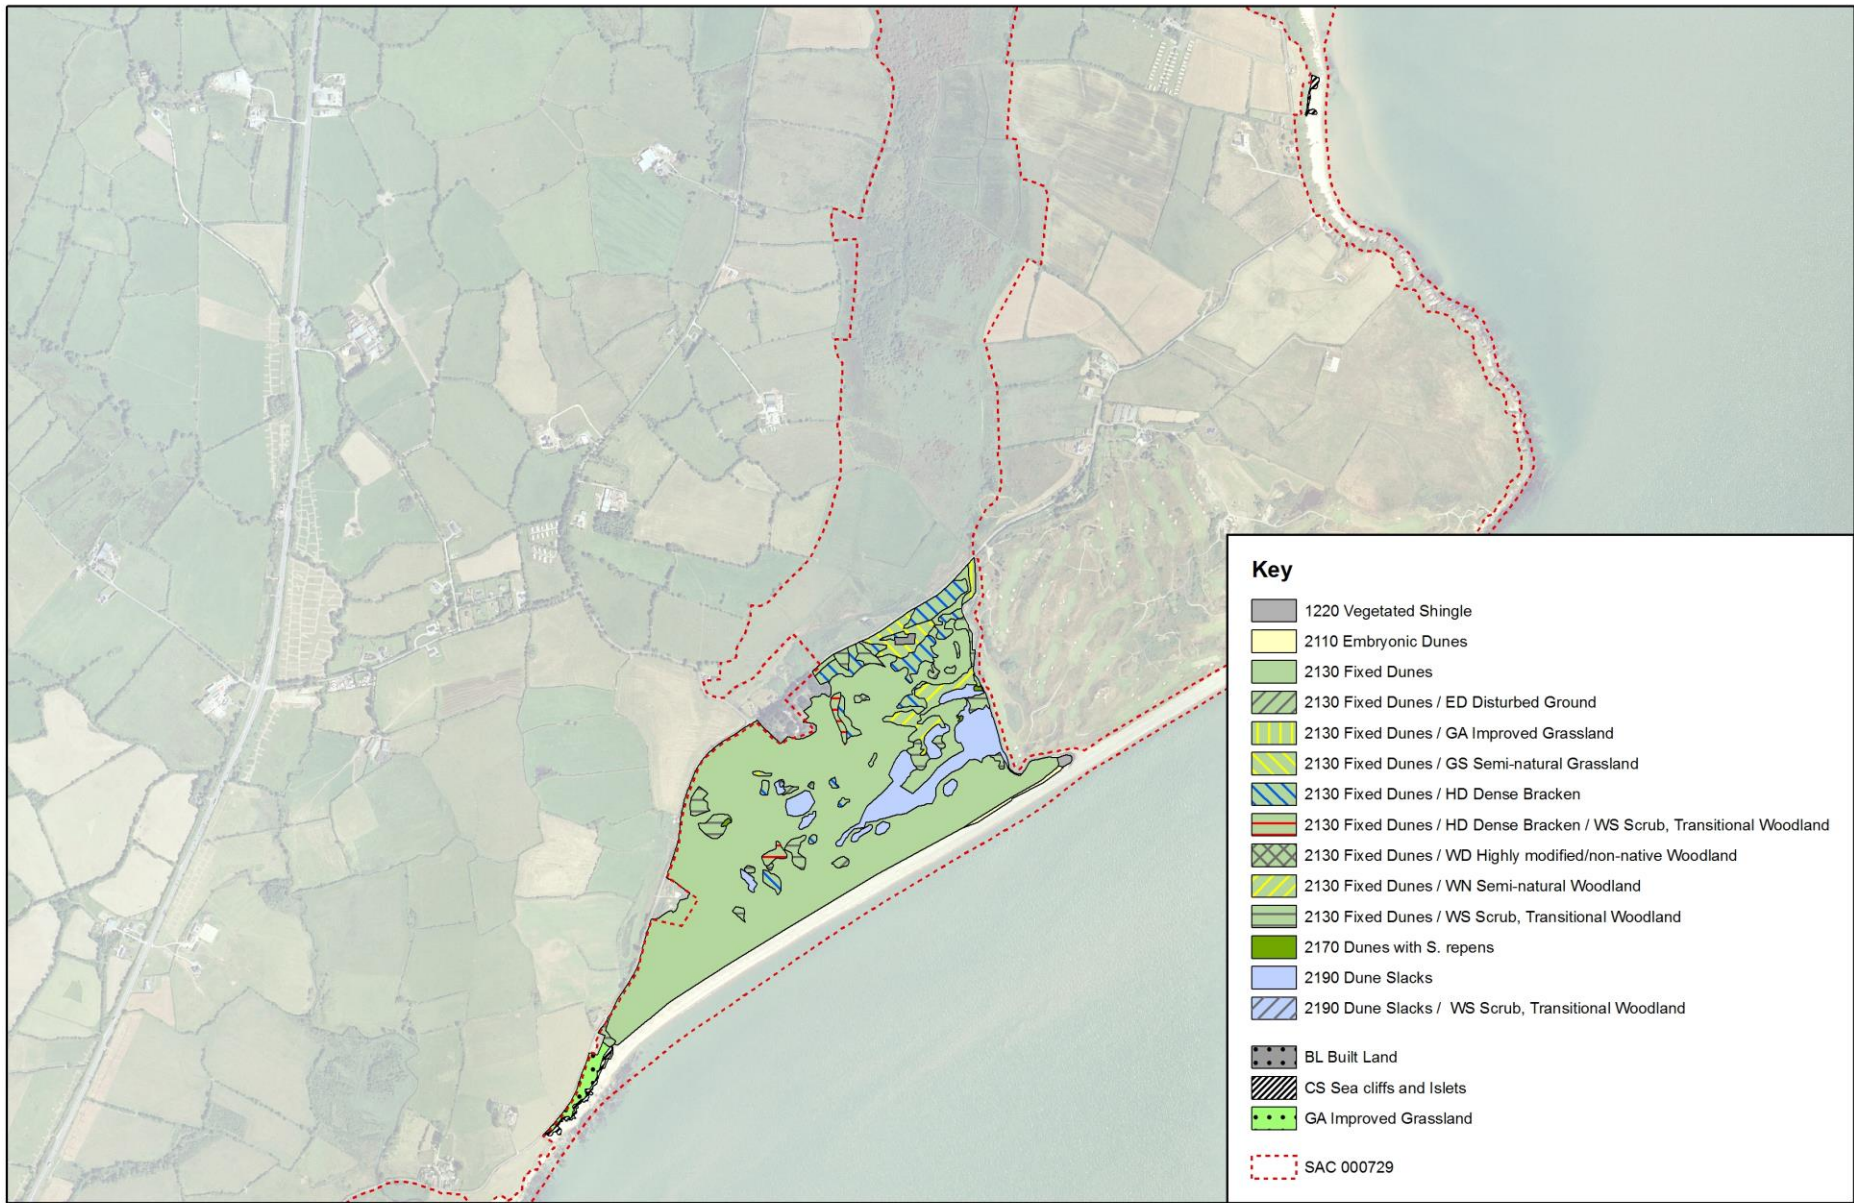 Key
1220 Vegetated Shingle
2110 Embryonic Dunes
2130 Fixed Dunes
2130 Fixed Dunes / ED Disturbed Ground
2130 Fixed Dunes / GA Improved Grassland
2130 Fixed Dunes / GS Semi-natural Grassland
2130 Fixed Dunes / HD Dense Bracken
2130 Fixed Dunes / HD Dense Bracken / WS Scrub, Transitional Woodland
2130 Fixed Dunes / WD Highly modified/non-native Woodland
2130 Fixed Dunes / WN Semi-natural Woodland
2130 Fixed Dunes / WS Scrub, Transitional Woodland
2170 Dunes with S. repens
2190 Dune Slacks
2190 Dune Slacks / WS Scrub, Transitional Woodland
BL Built Land
CS Sea cliffs and Islets
GA Improved Grassland
SAC 000729